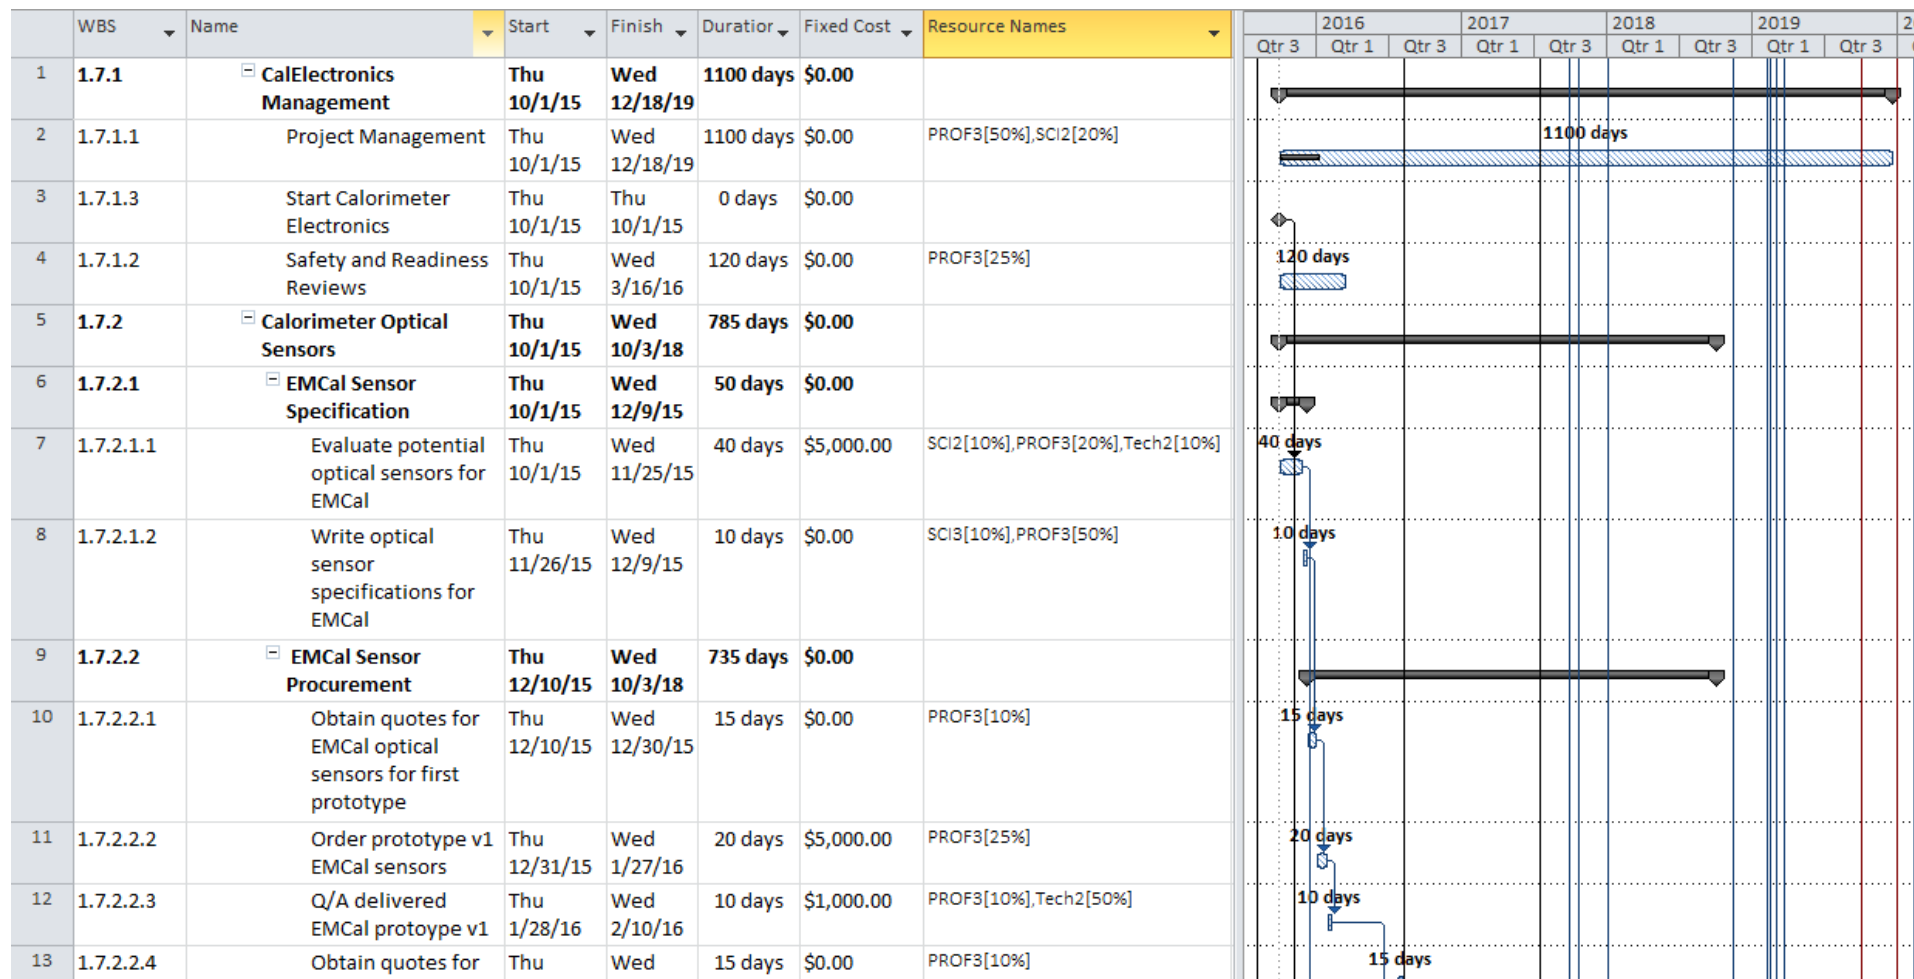 WBS Name Start Finish Duration Fixed Cost Resource Names
2016 2017 2018 2019 2
Qtr 3 Qtr 1 Qtr 3 Qtr 1 Qtr 3 Qtr 1 Qtr 3 Qtr 1 Qtr 3
1 1.7.1 CalElectronics Thu Wed 1100 days $0.00
Management 10/1/15 12/18/19
2 1.7.1.1 Project Management Thu Wed 1100 days $0.00 PROF3[50%],SCI2[20%] 1100 days
10/1/15 12/18/19
3 1.7.1.3 Start Calorimeter Thu Thu 0 days $0.00
Electronics 10/1/15 10/1/15
4 1.7.1.2 Safety and Readiness Thu Wed 120 days $0.00 PROF3[25%] 120 days
Reviews 10/1/15 3/16/16
5 1.7.2 Calorimeter Optical Thu Wed 785 days $0.00
Sensors 10/1/15 10/3/18
6 1.7.2.1 EMCal Sensor Thu Wed 50 days $0.00
Specification 10/1/15 12/9/15
7 1.7.2.1.1 Evaluate potential Thu Wed 40 days $5,000.00 SCI2[10%],PROF3[20%],Tech2[10%] 40 days
optical sensors for 10/1/15 11/25/15
EMCal
8 1.7.2.1.2 Write optical Thu Wed 10 days $0.00 SCI3[10%],PROF3[50%] 10 days
sensor 11/26/15 12/9/15
specifications for
EMCal
9 1.7.2.2 EMCal Sensor Thu Wed 735 days $0.00
Procurement 12/10/15 10/3/18
10 1.7.2.2.1 Obtain quotes for Thu Wed 15 days $0.00 PROF3[10%] 15 days
EMCal optical 12/10/15 12/30/15
sensors for first
prototype
11 1.7.2.2.2 Order prototype v1 Thu Wed 20 days $5,000.00 PROF3[25%] 20 days
EMCal sensors 12/31/15 1/27/16
12 1.7.2.2.3 Q/A delivered Thu Wed 10 days $1,000.00 PROF3[10%],Tech2[50%] 10 days
EMCal protoype v1 1/28/16 2/10/16
13 1.7.2.2.4 Obtain quotes for Thu Wed 15 days $0.00 PROF3[10%] 15 days